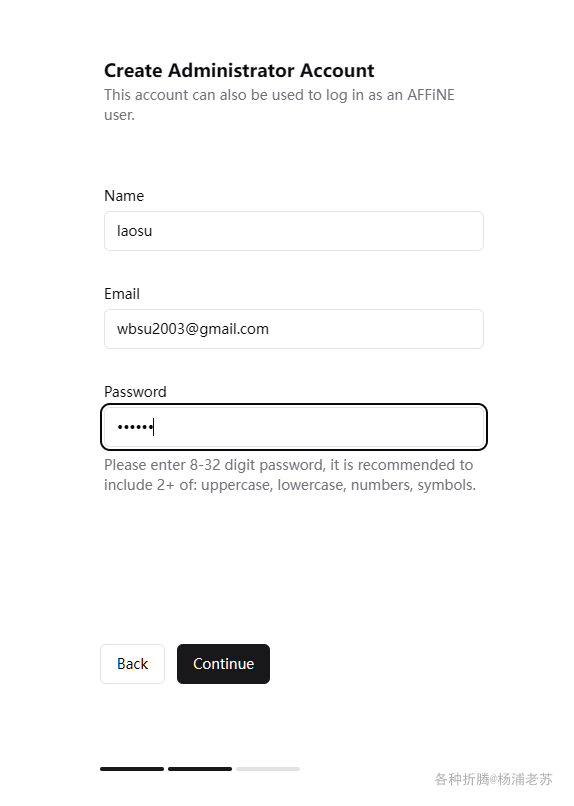 Create Administrator Account
This account can also be used to log in as an AFFiNE
user.
Name
laosu
Email
wbsu2003@gmail.com
Password
••••••
Please enter 8-32 digit password, it is recommended to
include 2+ of: uppercase, lowercase, numbers, symbols.
Back
Continue
各种折腾@杨浦老苏